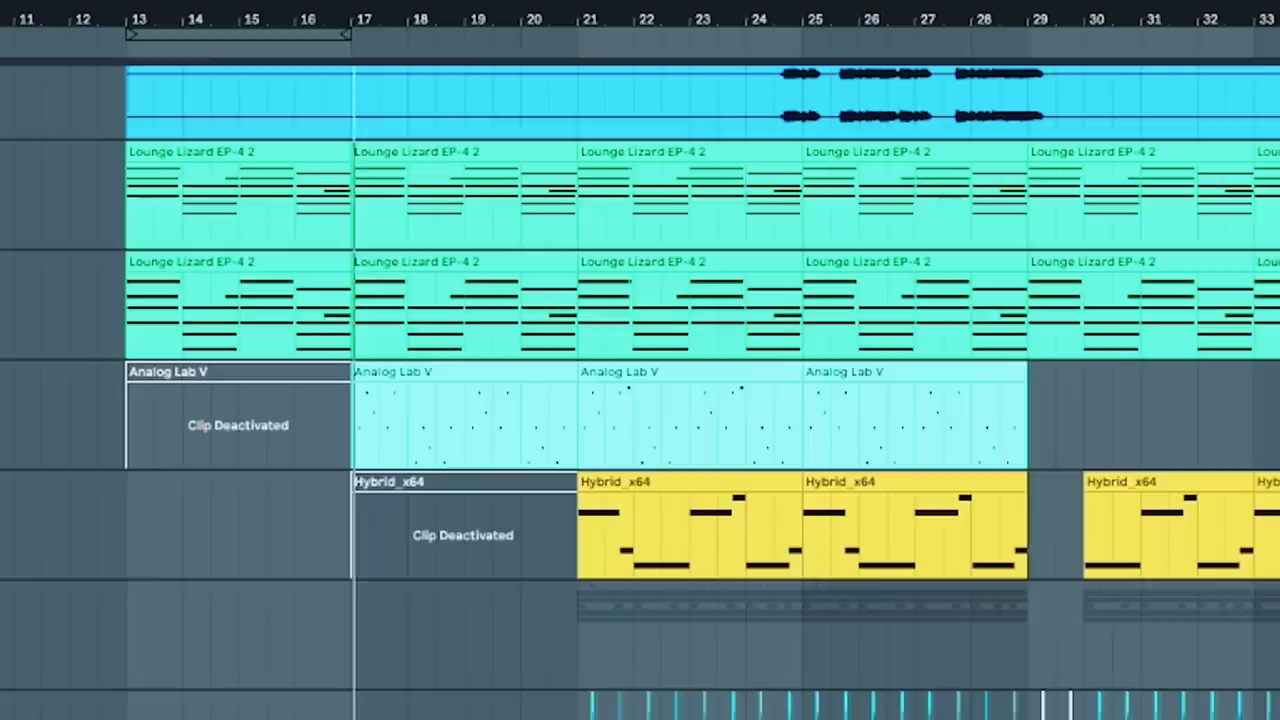 11 12 13 14 15 16 17 18 19 20 21 22 23 24 25 26 27 28 29 30 31 32 33
Lounge Lizard EP-4 2 Lounge Lizard EP-4 2 Lounge Lizard EP-4 2 Lounge Lizard EP-4 2 Lounge Lizard EP-4 2 Lou
Lounge Lizard EP-4 2 Lounge Lizard EP-4 2 Lounge Lizard EP-4 2 Lounge Lizard EP-4 2 Lounge Lizard EP-4 2 Lou
Analog Lab V Analog Lab V Analog Lab V Analog Lab V
Clip Deactivated
Hybrid_x64 Hybrid_x64 Hybrid_x64 Hybrid_x64 Hyb
Clip Deactivated